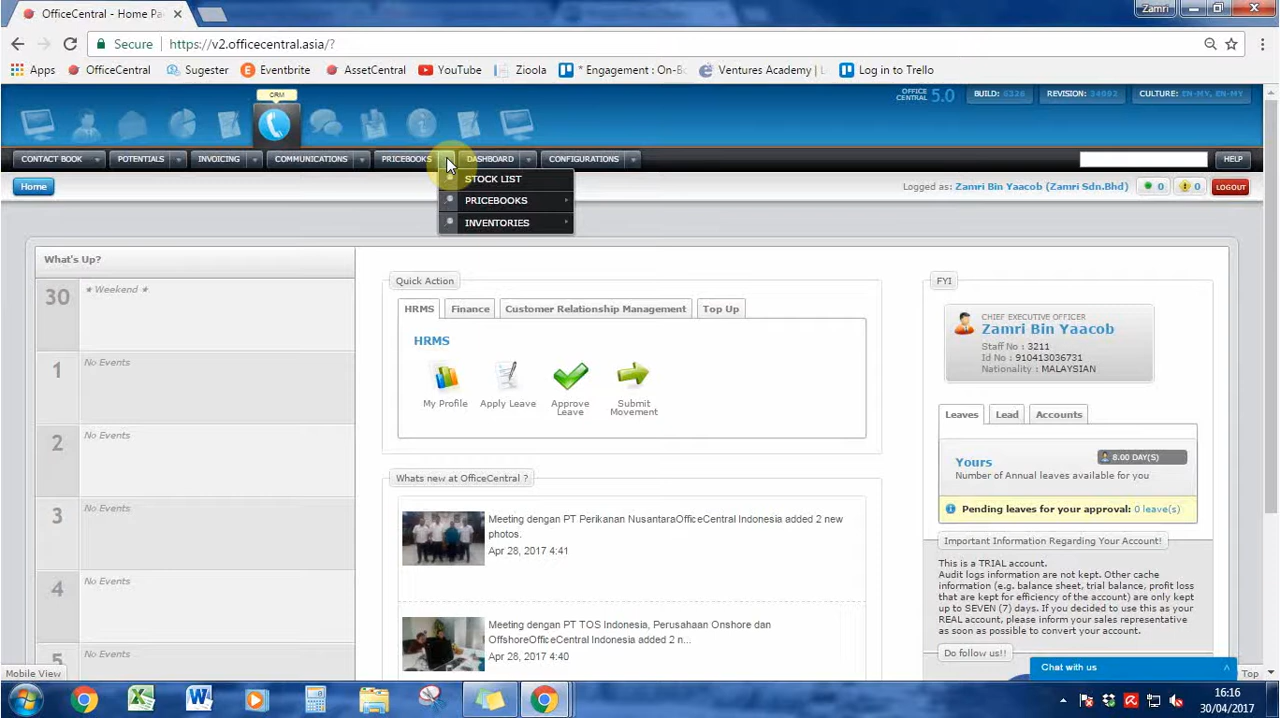 OfficeCentral - Home Pa
Zamri
Secure
https://v2.officecentral.asia/?
Apps
OfficeCentral
Sugester
Eventbrite
AssetCentral
YouTube
Zioola
* Engagement : On-Bo
Ventures Academy | L
Log in to Trello
CRM
OFFICE CENTRAL 5.0
BUILD: 6326
CULTURE: EN-MY, EN-MY
CONTACT BOOK
POTENTIALS
INVOICING
COMMUNICATIONS
PRICEBOOKS
DASHBOARD
CONFIGURATIONS
HELP
STOCK LIST
PRICEBOOKS
INVENTORIES
Home
Logged as: Zamri Bin Yaacob (Zamri Sdn.Bhd)
0
0
LOGOUT
What's Up?
30
★ Weekend ★
1
No Events
2
No Events
3
No Events
4
No Events
5
No Events
Quick Action
HRMS
Finance
Customer Relationship Management
Top Up
HRMS
My Profile
Apply Leave
Approve
Leave
Submit
Movement
Whats new at OfficeCentral ?
Meeting dengan PT Perikanan NusantaraOfficeCentral Indonesia added 2 new
photos.
Apr 28, 2017 4:41
Meeting dengan PT TOS Indonesia, Perusahaan Onshore dan
OffshoreOfficeCentral Indonesia added 2 n...
Apr 28, 2017 4:40
FYI
CHIEF EXECUTIVE OFFICER
Zamri Bin Yaacob
Staff No : 3211
Id No : 910413036731
Nationality : MALAYSIAN
Leaves
Lead
Accounts
Yours
8.00 DAY(S)
Number of Annual leaves available for you
Pending leaves for your approval: 0 leave(s)
Important Information Regarding Your Account!
This is a TRIAL account.
Audit logs information are not kept. Other cache
information (e.g. balance sheet, trial balance, profit loss
that are kept for efficiency of the account) are only kept
up to SEVEN (7) days. If you decided to use this as your
REAL account, please inform your sales representative
as soon as possible to convert your account.
Do follow us!!
Mobile View
Chat with us
Top
16:16
30/04/2017